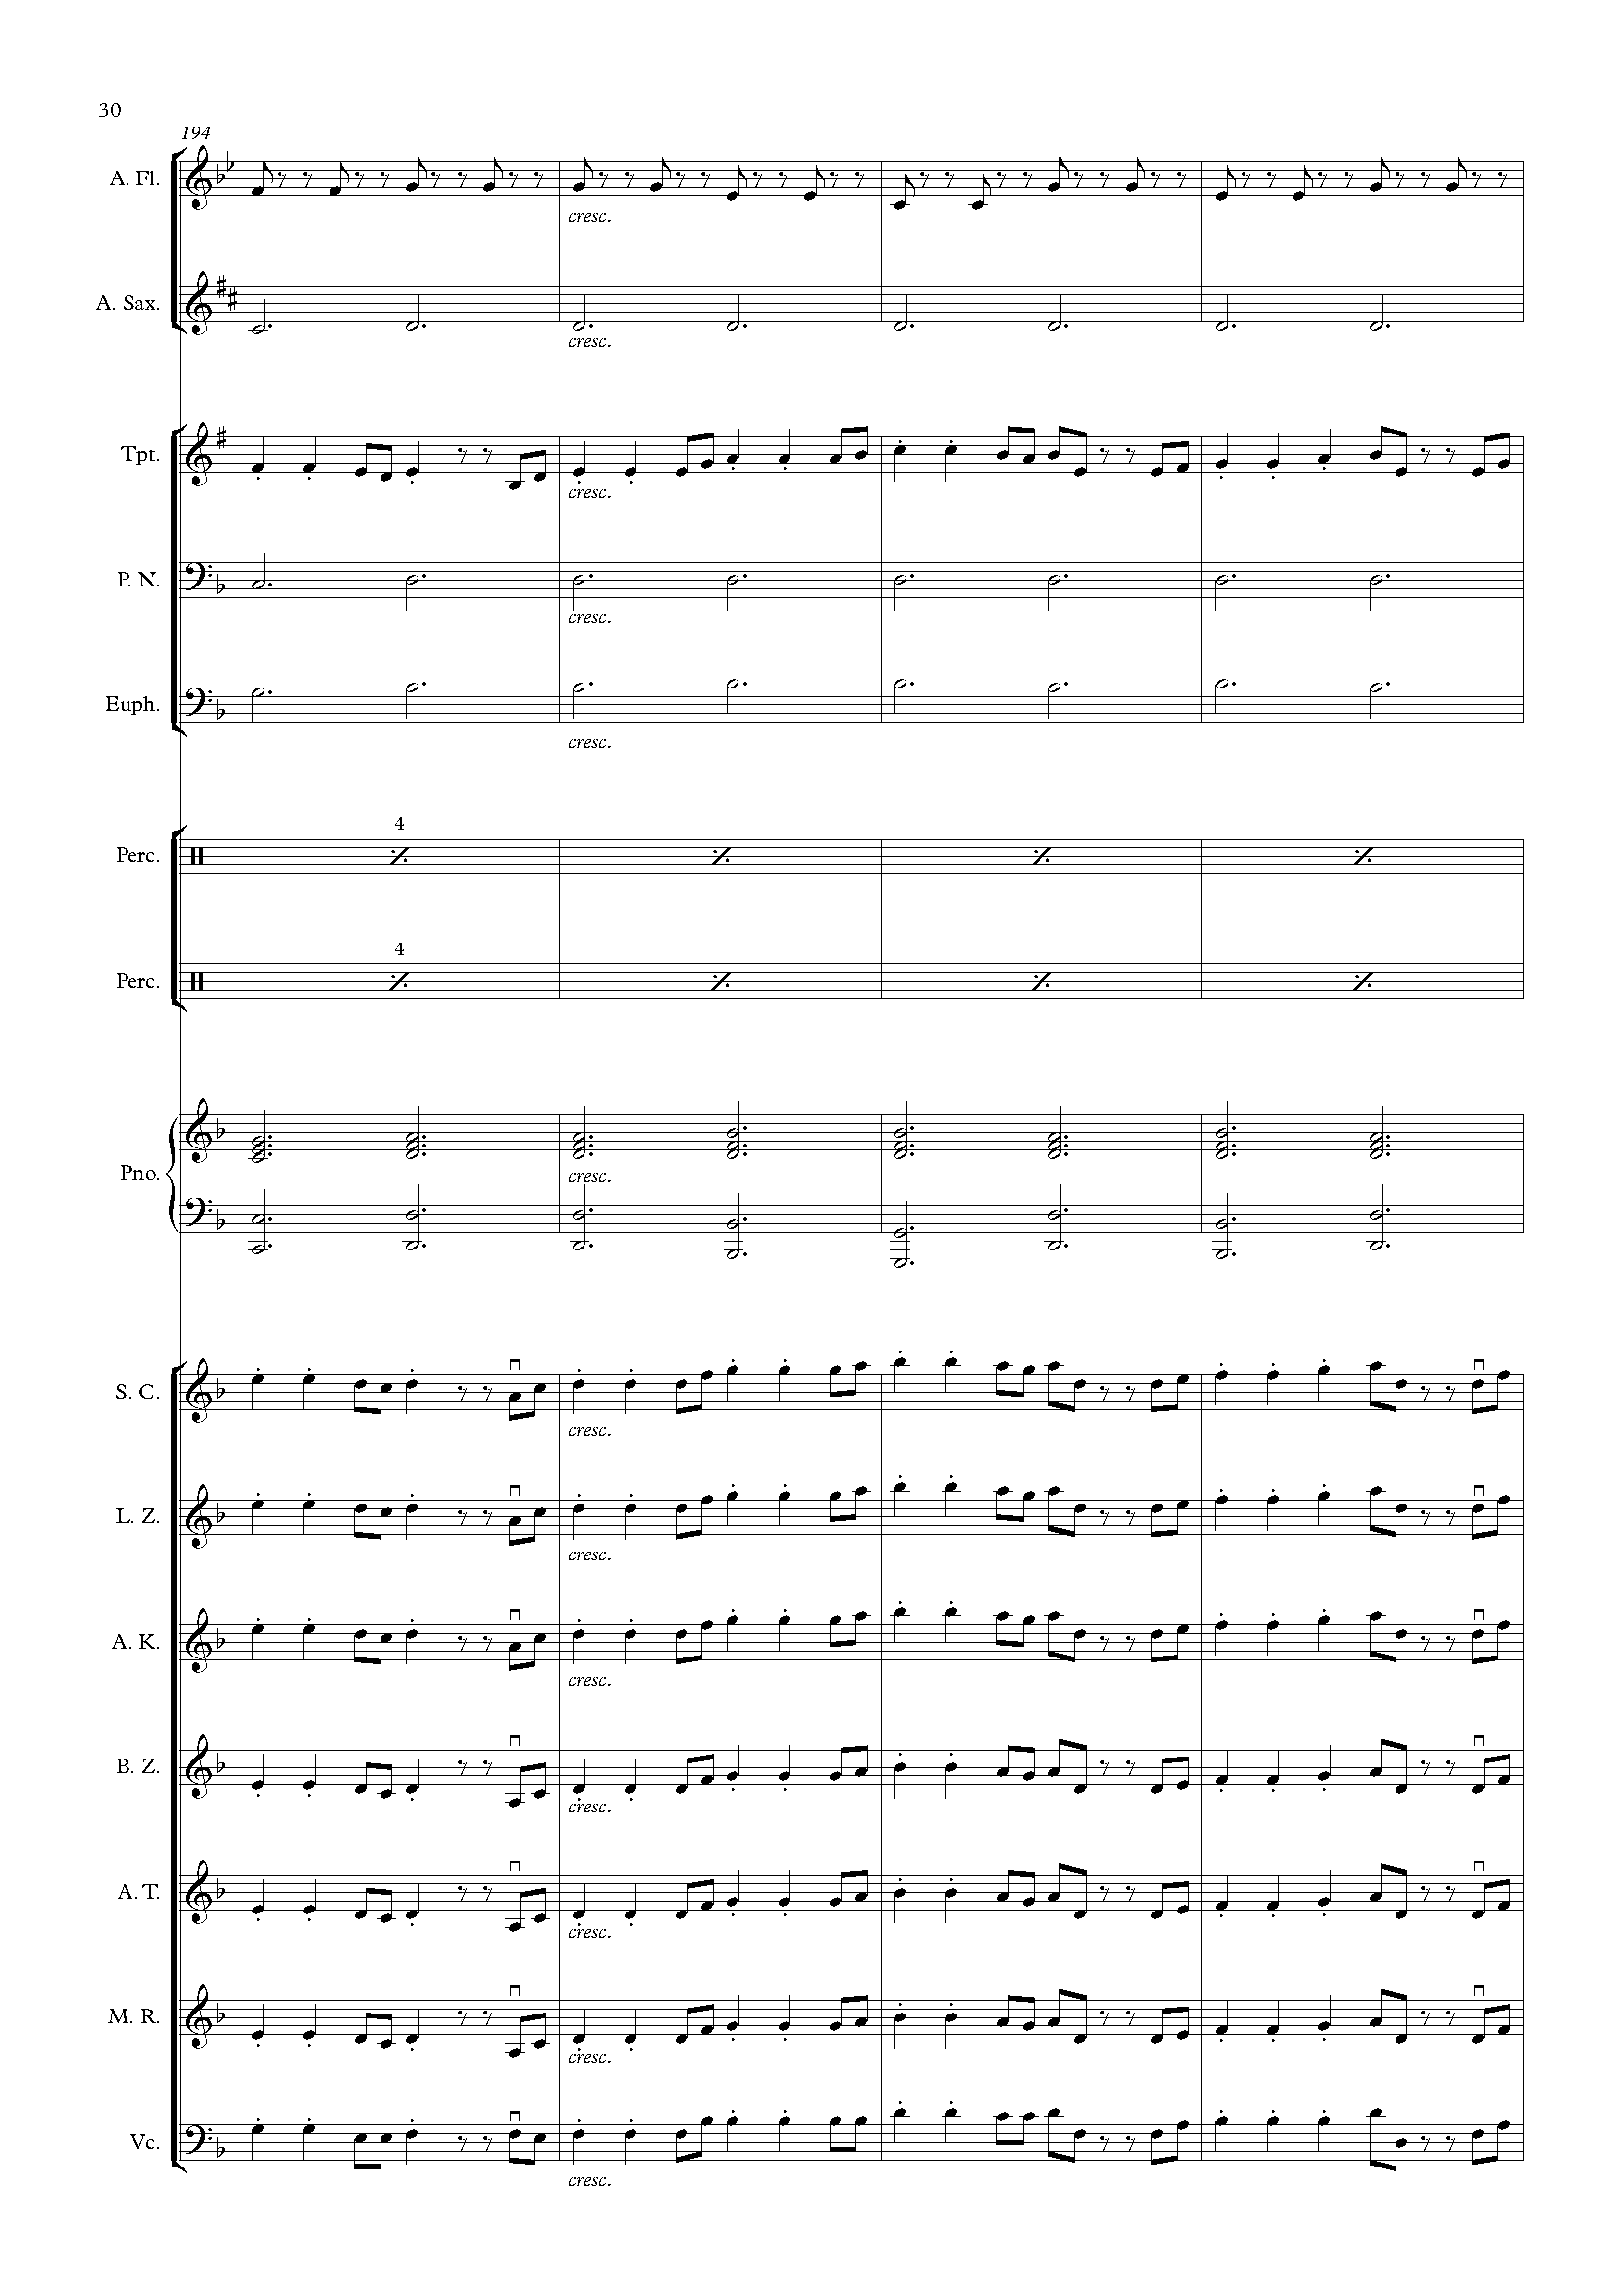 30
194
A. Fl.
cresc.
A. Sax.
cresc.
Tpt.
cresc.
P. N.
cresc.
Euph.
cresc.
4
Perc.
4
Perc.
Pno.
cresc.
S. C.
cresc.
L. Z.
cresc.
A. K.
cresc.
B. Z.
cresc.
A. T.
cresc.
M. R.
cresc.
Vc.
cresc.